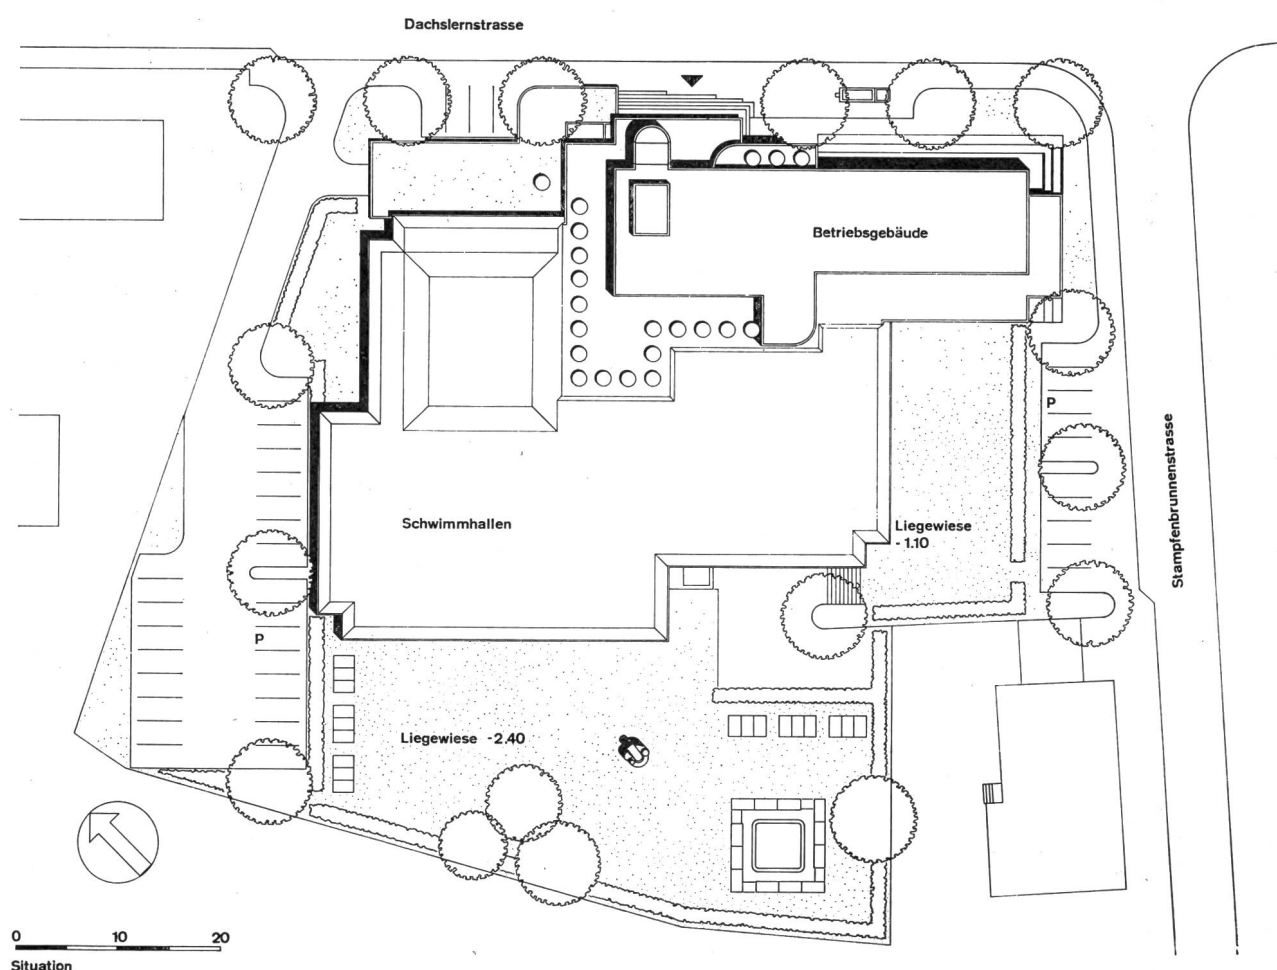 Dachslernstrasse
Betriebsgebäude
P
Stampfenbrunnenstrasse
Schwimmhallen
Liegewiese
- 1.10
P
Liegewiese -2.40
0 10 20
Situation